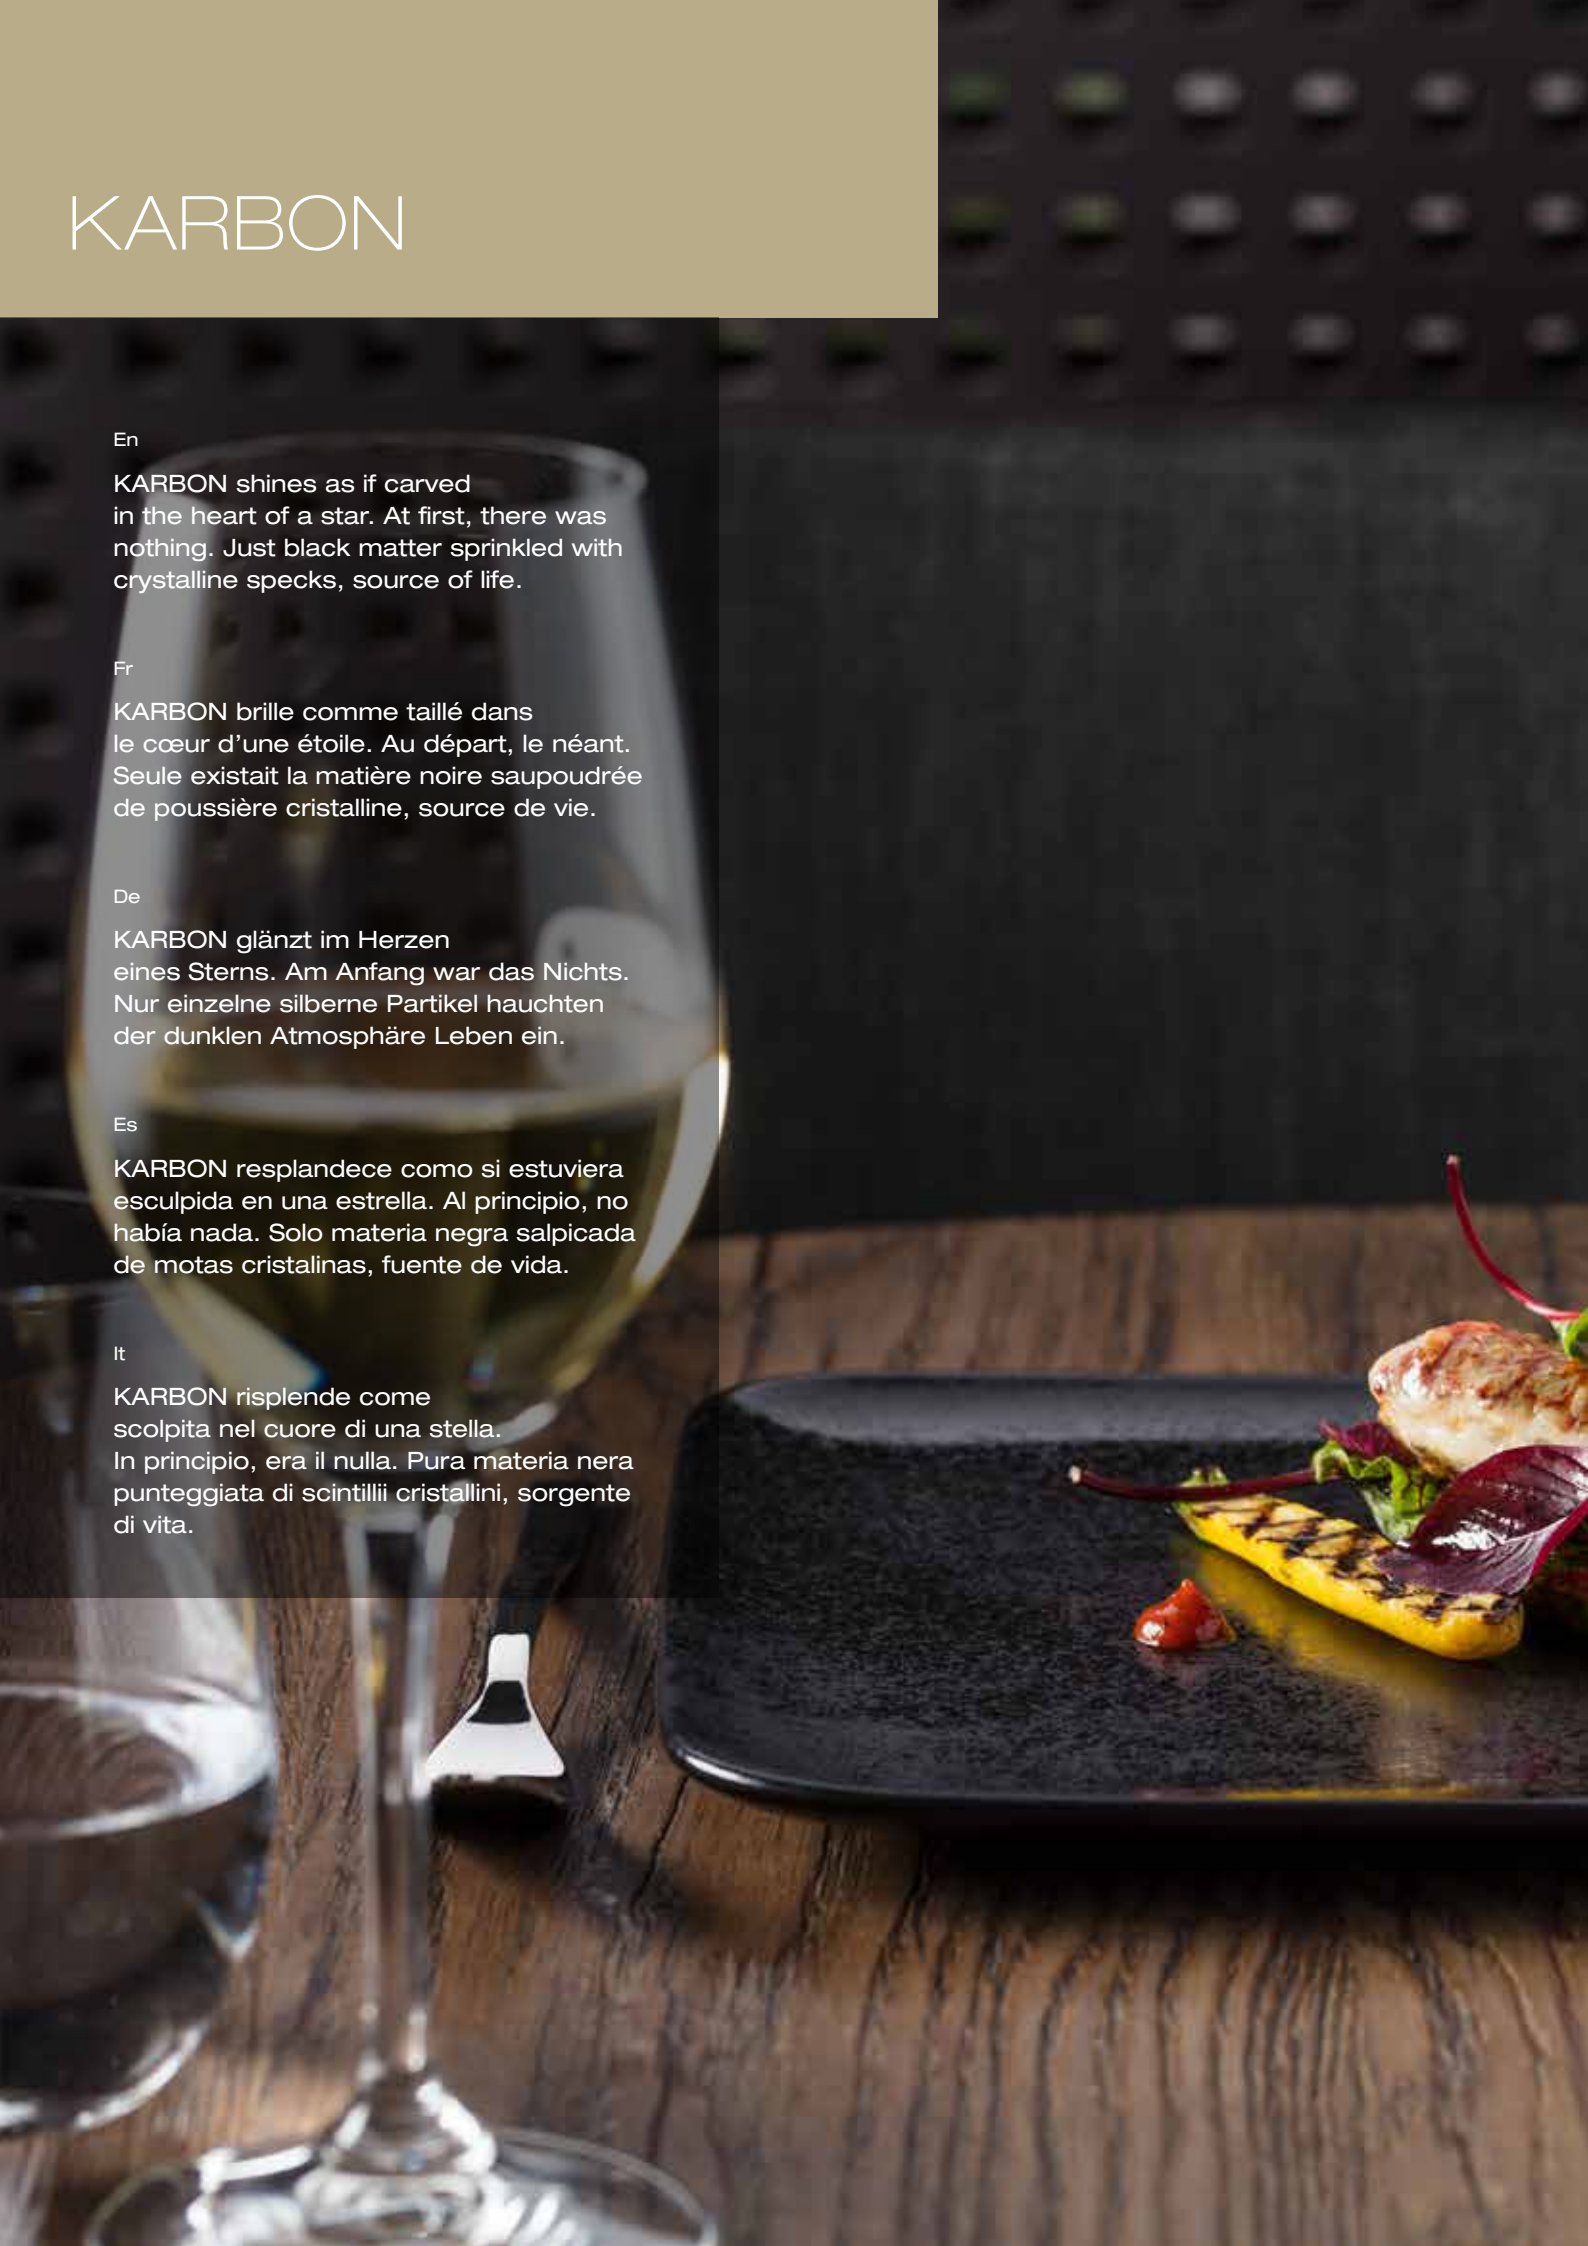 KARBON
En
KARBON shines as if carved
in the heart of a star. At first, there was
nothing. Just black matter sprinkled with
crystalline specks, source of life.
Fr
KARBON brille comme taillé dans
le cœur d’une étoile. Au départ, le néant.
Seule existait la matière noire saupoudrée
de poussière cristalline, source de vie.
De
KARBON glänzt im Herzen
eines Sterns. Am Anfang war das Nichts.
Nur einzelne silberne Partikel hauchten
der dunklen Atmosphäre Leben ein.
Es
KARBON resplandece como si estuviera
esculpida en una estrella. Al principio, no
había nada. Solo materia negra salpicada
de motas cristalinas, fuente de vida.
It
KARBON risplende come
scolpita nel cuore di una stella.
In principio, era il nulla. Pura materia nera
punteggiata di scintillii cristallini, sorgente
di vita.